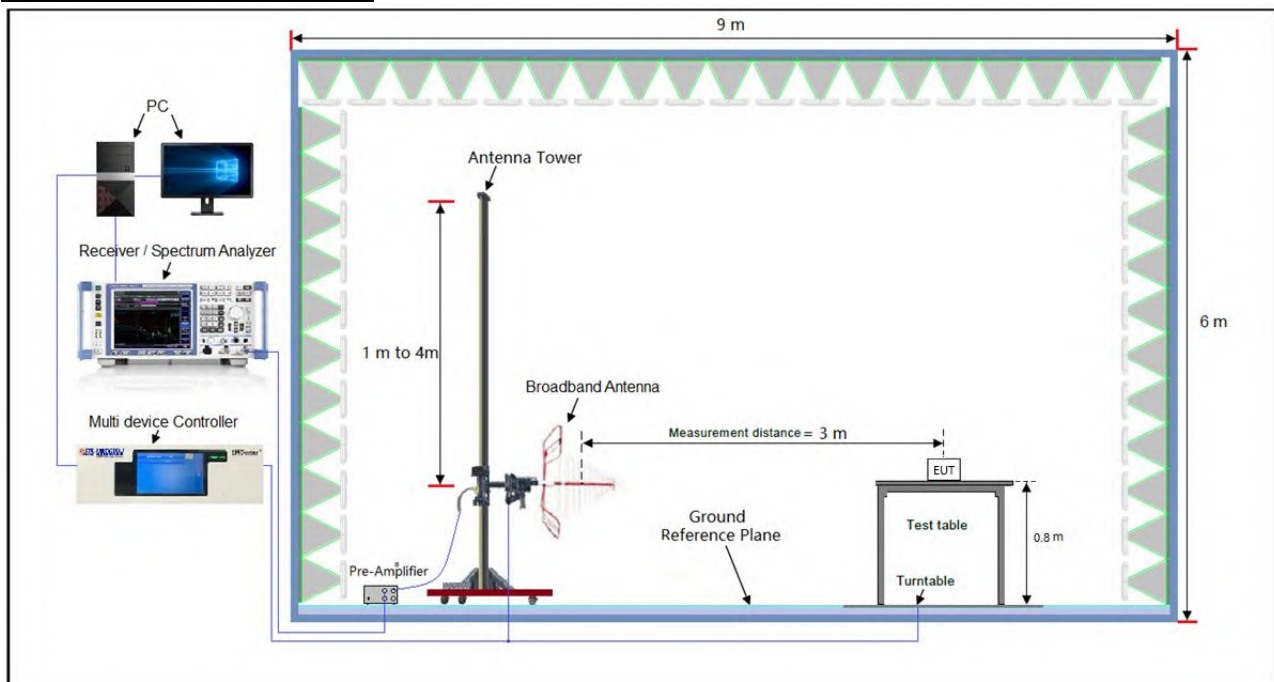 9 m
PC
Antenna Tower
Receiver / Spectrum Analyzer
1 m to 4m
6 m
Broadband Antenna
Multi device Controller
Measurement distance = 3 m
EUT
Ground
Reference Plane
Test table
0.8 m
Pre-Amplifier
Turntable